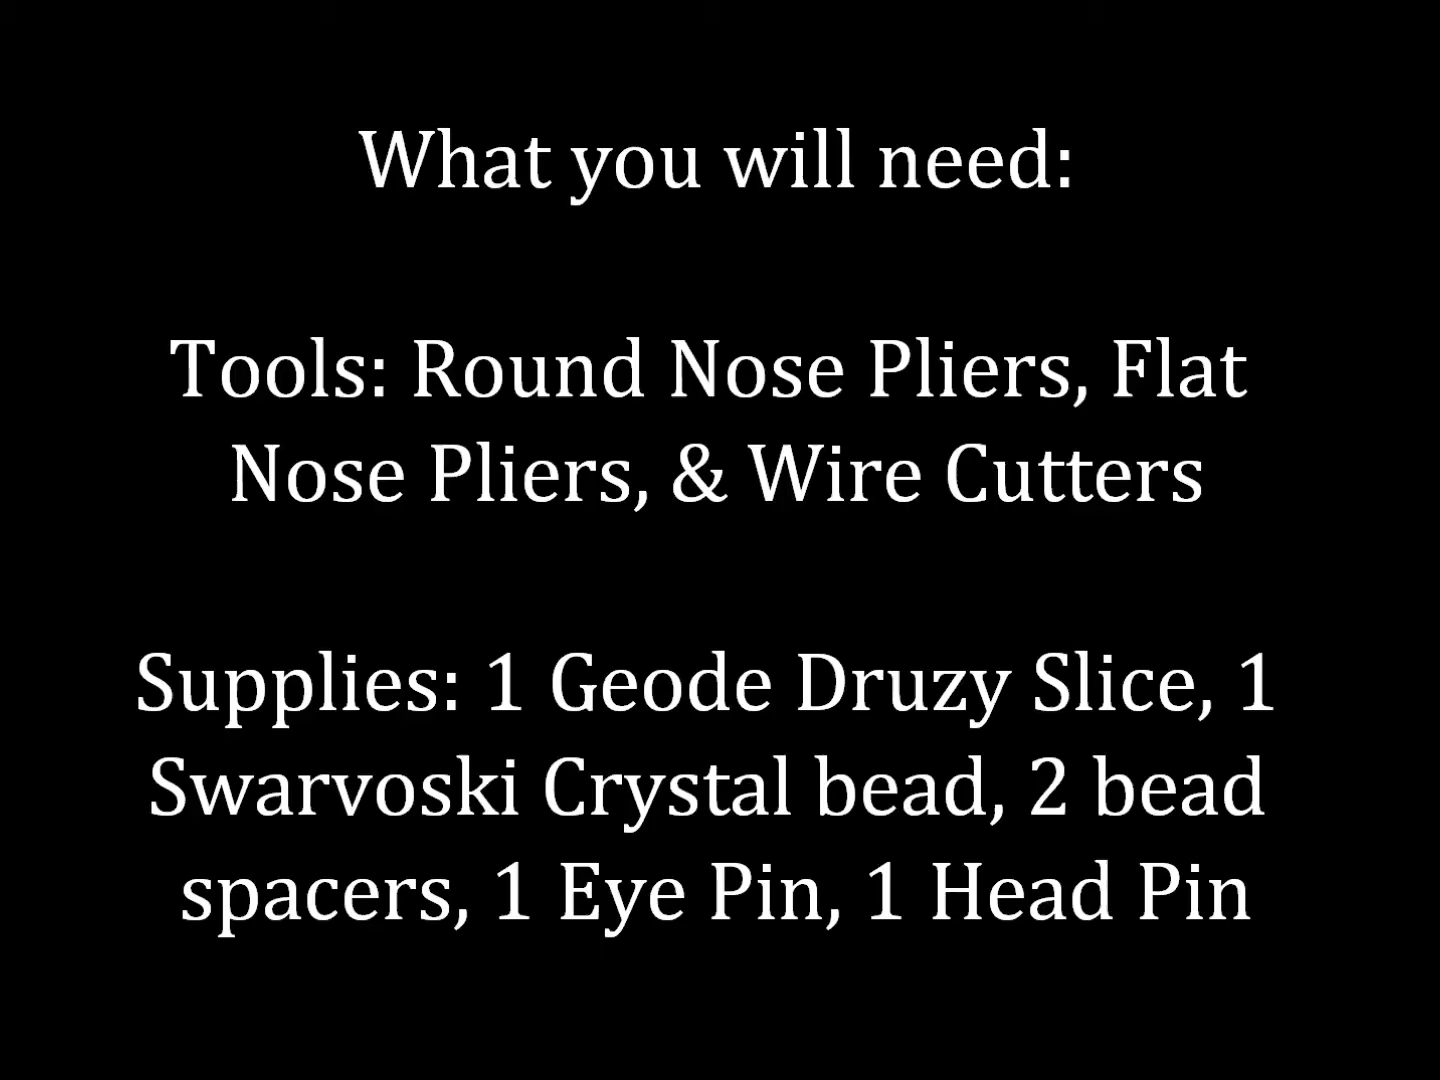 What you will need:
Tools: Round Nose Pliers, Flat
Nose Pliers, & Wire Cutters
Supplies: 1 Geode Druzy Slice, 1
Swarvoski Crystal bead, 2 bead
spacers, 1 Eye Pin, 1 Head Pin